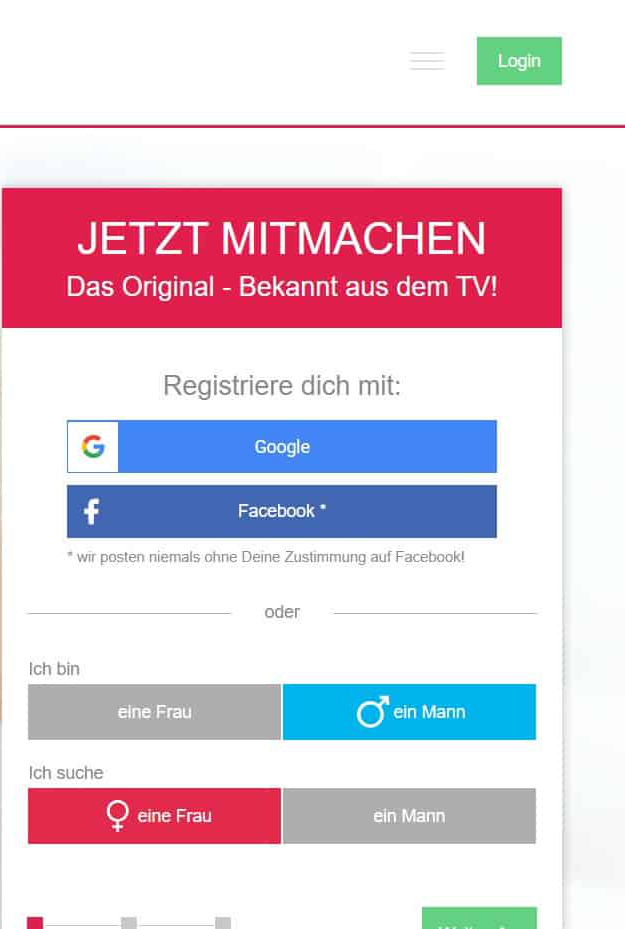 Login
JETZT MITMACHEN
Das Original - Bekannt aus dem TV!
Registriere dich mit:
Google
Facebook *
* wir posten niemals ohne Deine Zustimmung auf Facebook!
oder
Ich bin
eine Frau ein Mann
Ich suche
eine Frau ein Mann